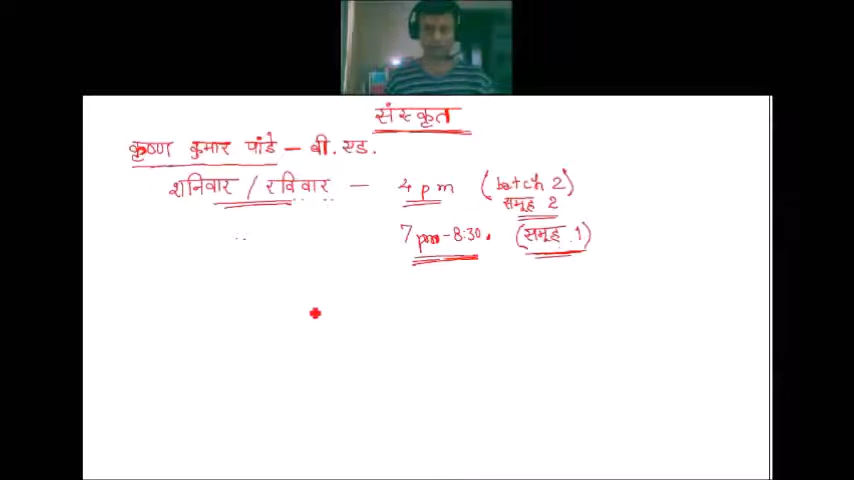 संस्कृत
कृष्ण कुमार पांडे – बी. एड.
शनिवार / रविवार – 4 pm (batch 2)
समूह 2
7 pm – 8:30. (समूह 1)